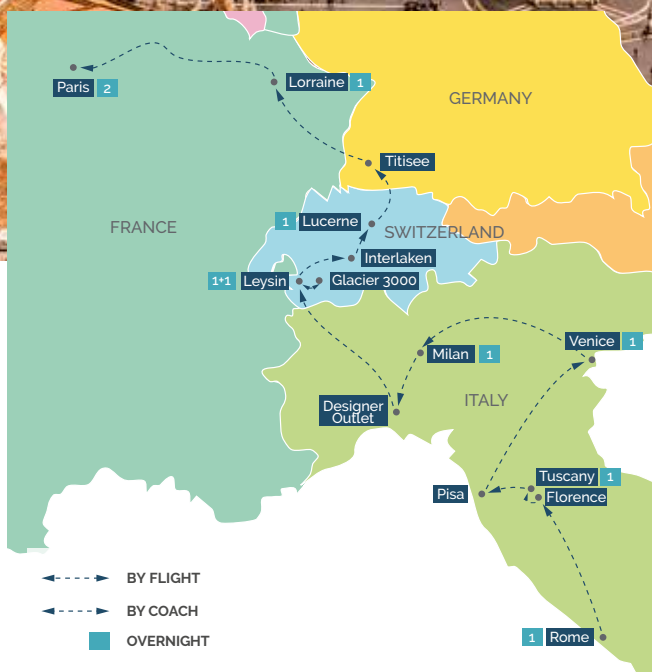 Paris 2
Lorraine 1
GERMANY
Titisee
FRANCE
1 Lucerne
SWITZERLAND
Interlaken
1+1 Leysin
Glacier 3000
Venice 1
Milan 1
Designer
Outlet
ITALY
Tuscany 1
Pisa
Florence
BY FLIGHT
BY COACH
OVERNIGHT
1 Rome